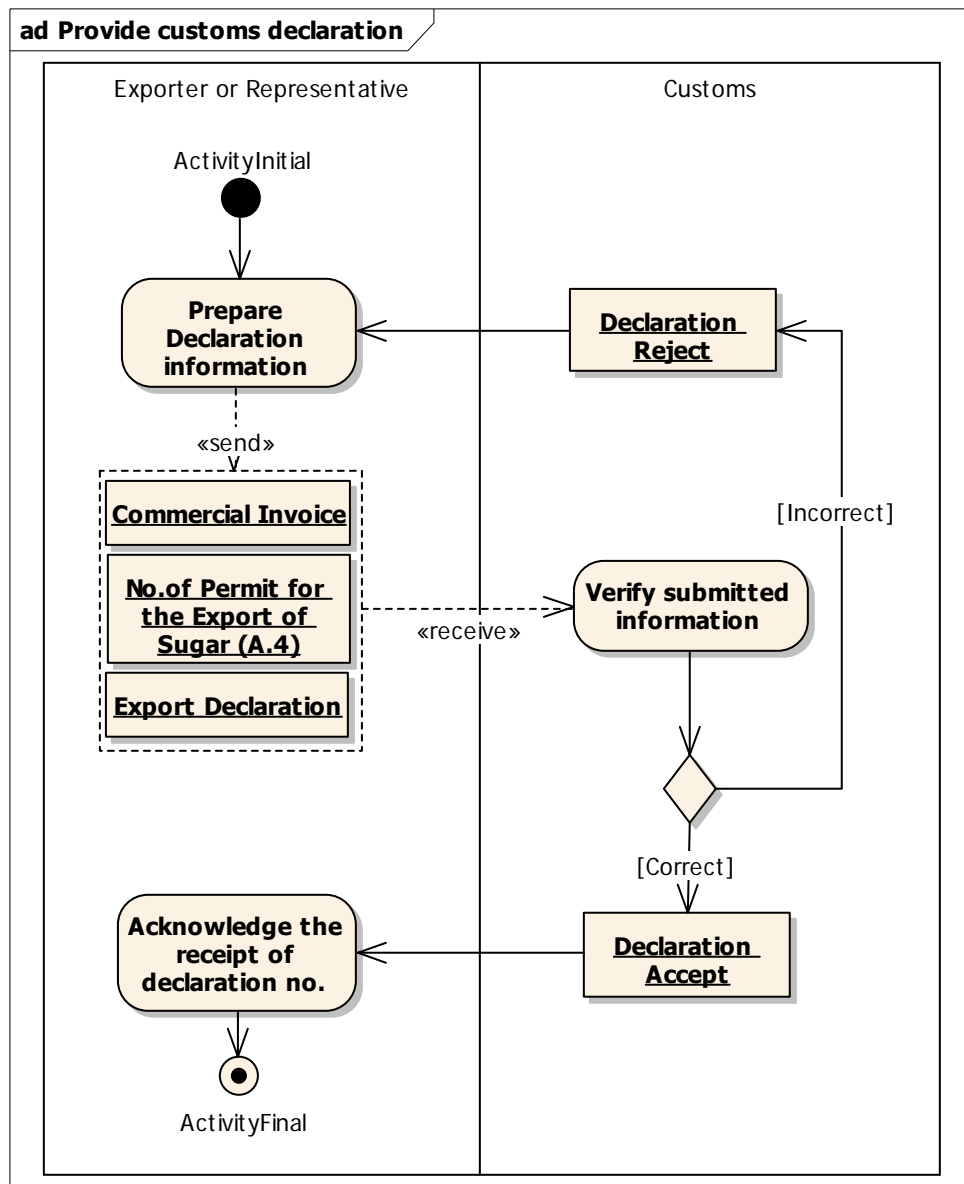 ad Provide customs declaration
Exporter or Representative
Customs
ActivityInitial
Prepare
Declaration
information
Declaration
Reject
«send»
Commercial Invoice
[Incorrect]
No.of Permit for
the Export of
Sugar (A.4)
Verify submitted
information
«receive»
Export Declaration
[Correct]
Acknowledge the
receipt of
declaration no.
Declaration
Accept
ActivityFinal